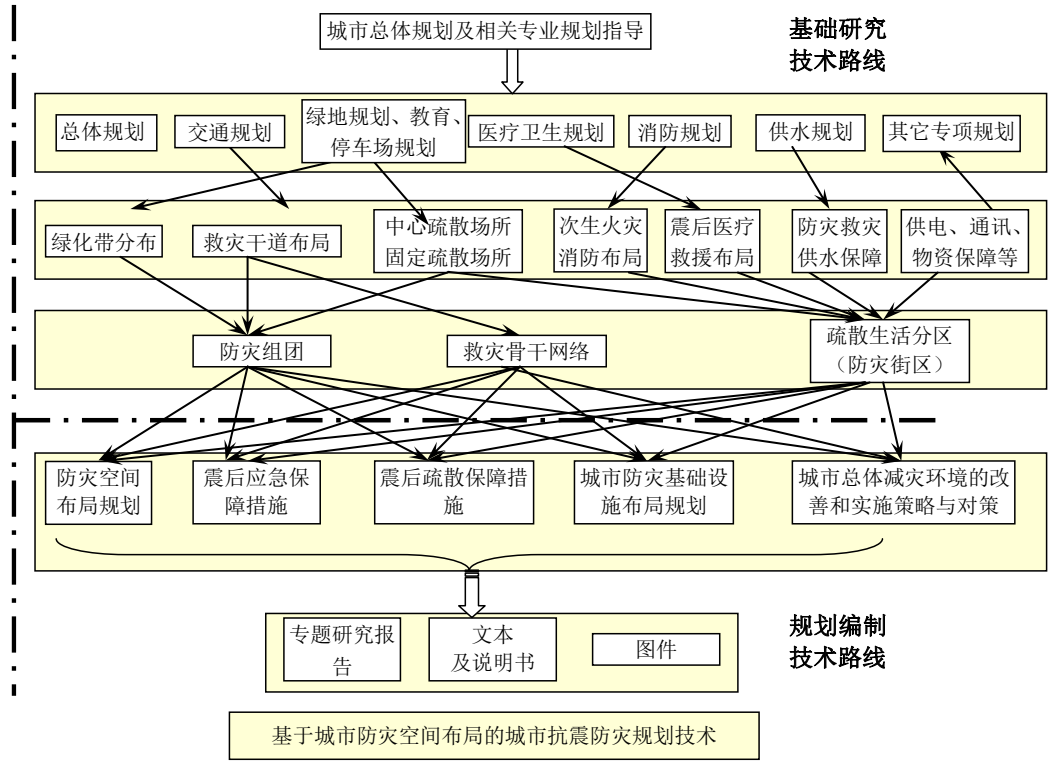 城市总体规划及相关专业规划指导
基础研究
技术路线
总体规划
交通规划
绿地规划、教育、
停车场规划
医疗卫生规划
消防规划
供水规划
其它专项规划
绿化带分布
救灾干道布局
中心疏散场所
固定疏散场所
次生火灾
消防布局
震后医疗
救援布局
防灾救灾
供水保障
供电、通讯、
物资保障等
防灾组团
救灾骨干网络
疏散生活分区
（防灾街区）
防灾空间
布局规划
震后应急保
障措施
震后疏散保障措
施
城市防灾基础设
施布局规划
城市总体减灾环境的改
善和实施策略与对策
专题研究报
告
文本
及说明书
图件
规划编制
技术路线
基于城市防灾空间布局的城市抗震防灾规划技术